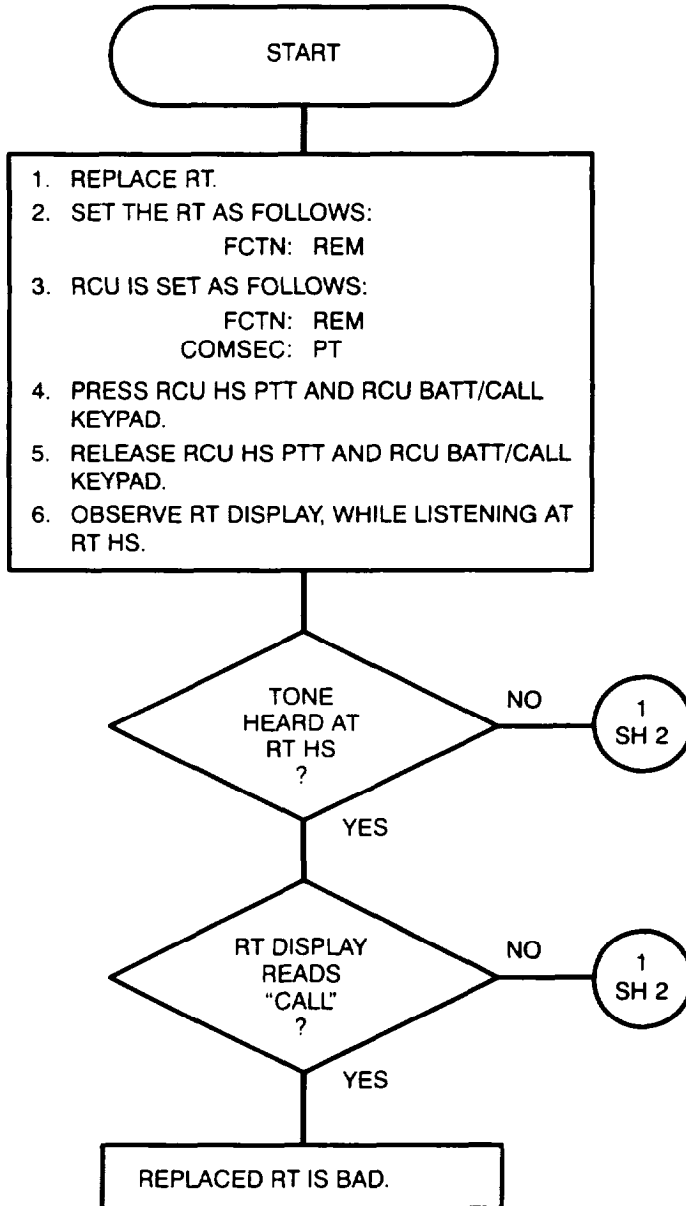 START
1. REPLACE RT.
2. SET THE RT AS FOLLOWS:
FCTN: REM
3. RCU IS SET AS FOLLOWS:
FCTN: REM
COMSEC: PT
4. PRESS RCU HS PTT AND RCU BATT/CALL
KEYPAD.
5. RELEASE RCU HS PTT AND RCU BATT/CALL
KEYPAD.
6. OBSERVE RT DISPLAY, WHILE LISTENING AT
RT HS.
TONE
HEARD AT
RT HS
?
NO
1
SH 2
YES
RT DISPLAY
READS
"CALL"
?
NO
1
SH 2
YES
REPLACED RT IS BAD.